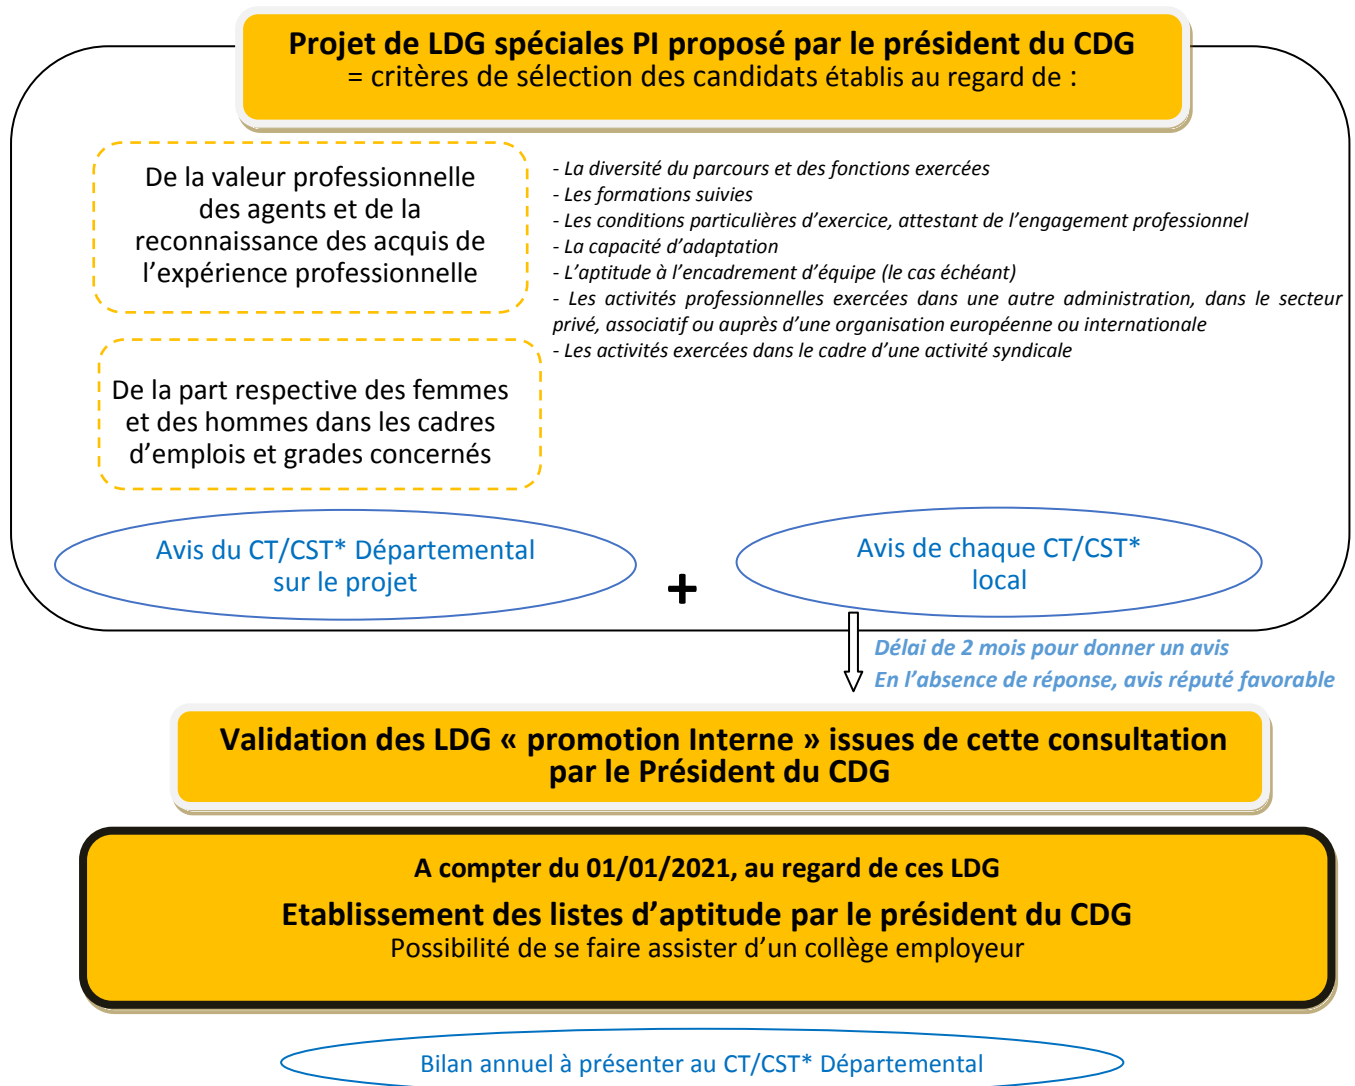 Projet de LDG spéciales PI proposé par le président du CDG
= critères de sélection des candidats établis au regard de :
De la valeur professionnelle
des agents et de la
reconnaissance des acquis de
l’expérience professionnelle
- La diversité du parcours et des fonctions exercées
- Les formations suivies
- Les conditions particulières d’exercice, attestant de l’engagement professionnel
- La capacité d’adaptation
- L’aptitude à l’encadrement d’équipe (le cas échéant)
- Les activités professionnelles exercées dans une autre administration, dans le secteur
privé, associatif ou auprès d’une organisation européenne ou internationale
- Les activités exercées dans le cadre d’une activité syndicale
De la part respective des femmes
et des hommes dans les cadres
d’emplois et grades concernés
Avis du CT/CST* Départemental
sur le projet
+
Avis de chaque CT/CST*
local
Délai de 2 mois pour donner un avis
En l’absence de réponse, avis réputé favorable
Validation des LDG « promotion Interne » issues de cette consultation
par le Président du CDG
A compter du 01/01/2021, au regard de ces LDG
Etablissement des listes d’aptitude par le président du CDG
Possibilité de se faire assister d’un collège employeur
Bilan annuel à présenter au CT/CST* Départemental